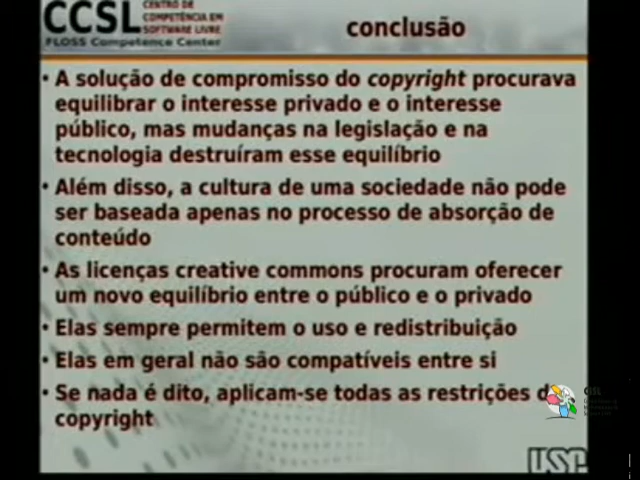 CCSL CENTRO DE
COMPETÊNCIA EM
SOFTWARE LIVRE
FLOSS Competence Center
conclusão
• A solução de compromisso do copyright procurava
equilibrar o interesse privado e o interesse
público, mas mudanças na legislação e na
tecnologia destruíram esse equilíbrio
• Além disso, a cultura de uma sociedade não pode
ser baseada apenas no processo de absorção de
conteúdo
• As licenças creative commons procuram oferecer
um novo equilíbrio entre o público e o privado
• Elas sempre permitem o uso e redistribuição
• Elas em geral não são compatíveis entre si
• Se nada é dito, aplicam-se todas as restrições
copyright
USP